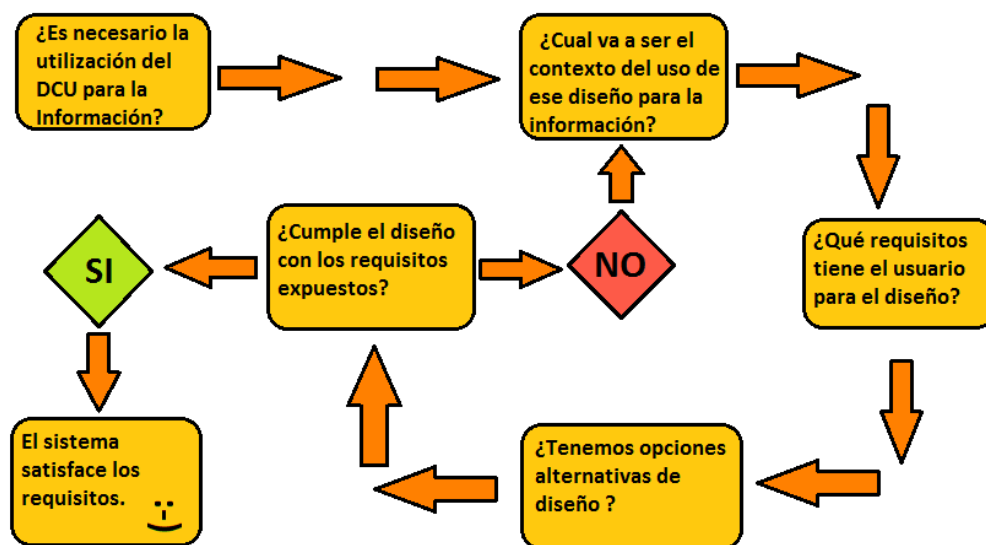 ¿Es necesario la
utilización del
DCU para la
Información?
¿Cual va a ser el
contexto del uso de
ese diseño para la
información?
¿Qué requisitos
tiene el usuario
para el diseño?
¿Tenemos opciones
alternativas de
diseño ?
¿Cumple el diseño
con los requisitos
expuestos?
NO
SI
El sistema
satisface los
requisitos.